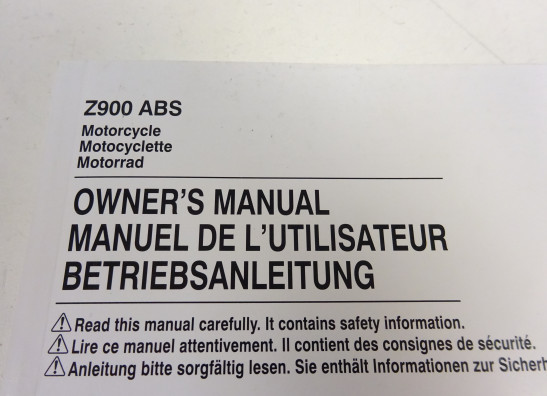 Z900 ABS
Motorcycle
Motocyclette
Motorrad
OWNER'S MANUAL
MANUEL DE L'UTILISATEUR
BETRIEBSANLEITUNG
⚠ Read this manual carefully. It contains safety information.
⚠ Lire ce manuel attentivement. Il contient des consignes de sécurité.
⚠ Anleitung bitte sorgfältig lesen. Sie enthält Informationen zur